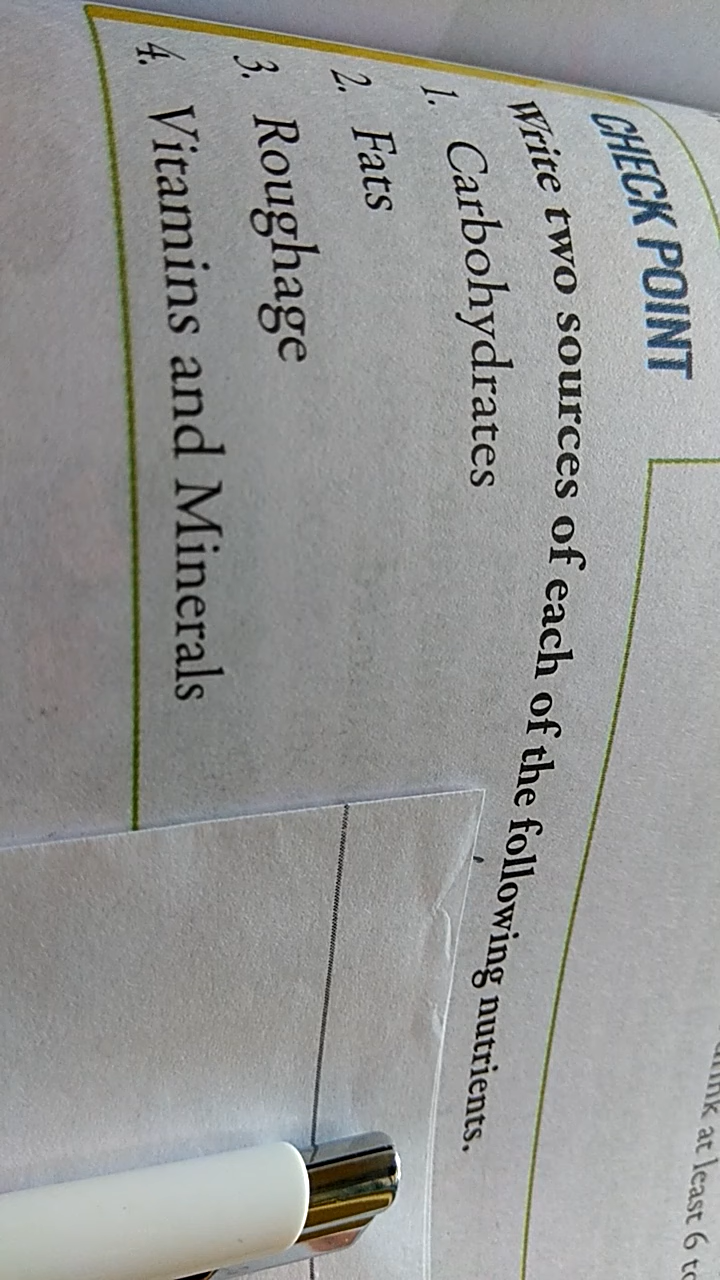 CHECK POINT
Write two sources of each of the following nutrients.
1. Carbohydrates
2. Fats
3. Roughage
4. Vitamins and Minerals
at least 6 to